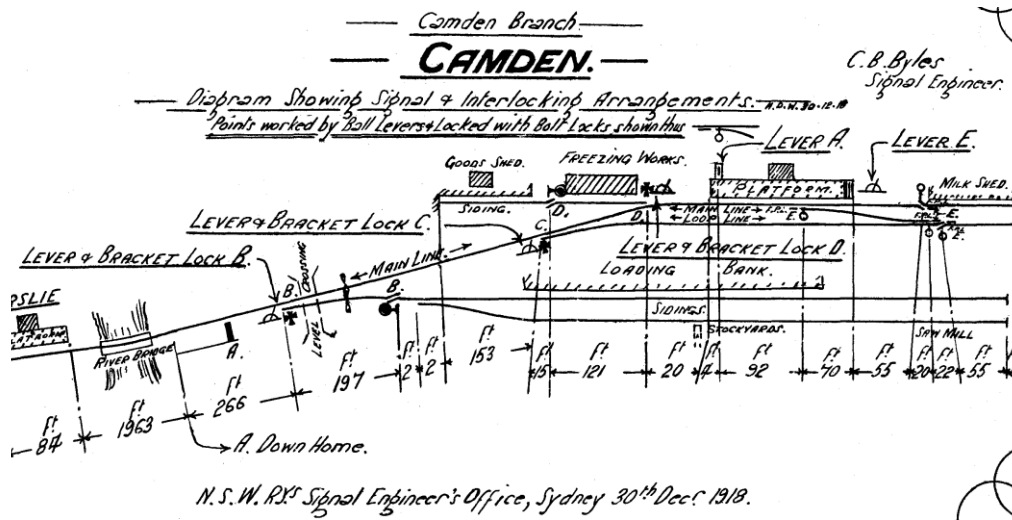 Camden Branch
CAMDEN.
C.B. Byles
Signal Engineer.
Diagram Showing Signal & Interlocking Arrangements. A.D.W. 30-12-18
Points worked by Ball Levers & Locked with Bolt Locks shown thus
LEVER A.
LEVER E.
GOODS SHED.
FREEZING WORKS.
MILK SHED.
PLATFORM.
SIDING.
D.
MAIN LINE F.P.L.
LOOP LINE E.
D.
F.P.L. E.
E.
LEVER & BRACKET LOCK C.
C.
LEVER & BRACKET LOCK D.
LEVER & BRACKET LOCK B.
MAIN LINE
LOADING BANK.
PSLIE
B.
CROSSING
LEVEL
B.
SIDINGS.
STOCKYARDS.
SAW MILL
RIVER BRIDGE
A.
Ft 84
Ft 1963
Ft 266
Ft 197
Ft 2
Ft 2
Ft 153
Ft 15
Ft 121
Ft 20
Ft 4
Ft 92
Ft 70
Ft 55
Ft 20
Ft 22
Ft 55
A. Down Home.
N.S.W. RYS Signal Engineer's Office, Sydney 30th Decr 1918.